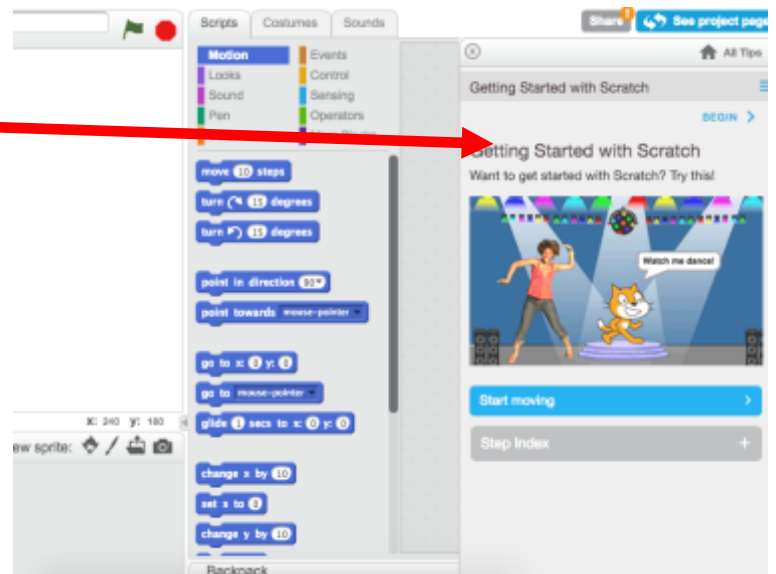 Scripts Costumes Sounds
Share See project page
Motion Events
Looks Control
Sound Sensing
Pen Operators
move 10 steps
turn 15 degrees
turn 15 degrees
point in direction 90
point towards mouse-pointer
go to x: 0 y: 0
go to mouse-pointer
glide 1 secs to x: 0 y: 0
change x by 10
set x to 0
change y by 10
Backpack
x: 240 y: 180
ew sprite:
All Tips
Getting Started with Scratch
BEGIN
Getting Started with Scratch
Want to get started with Scratch? Try this!
Watch me dance!
Start moving
Step Index